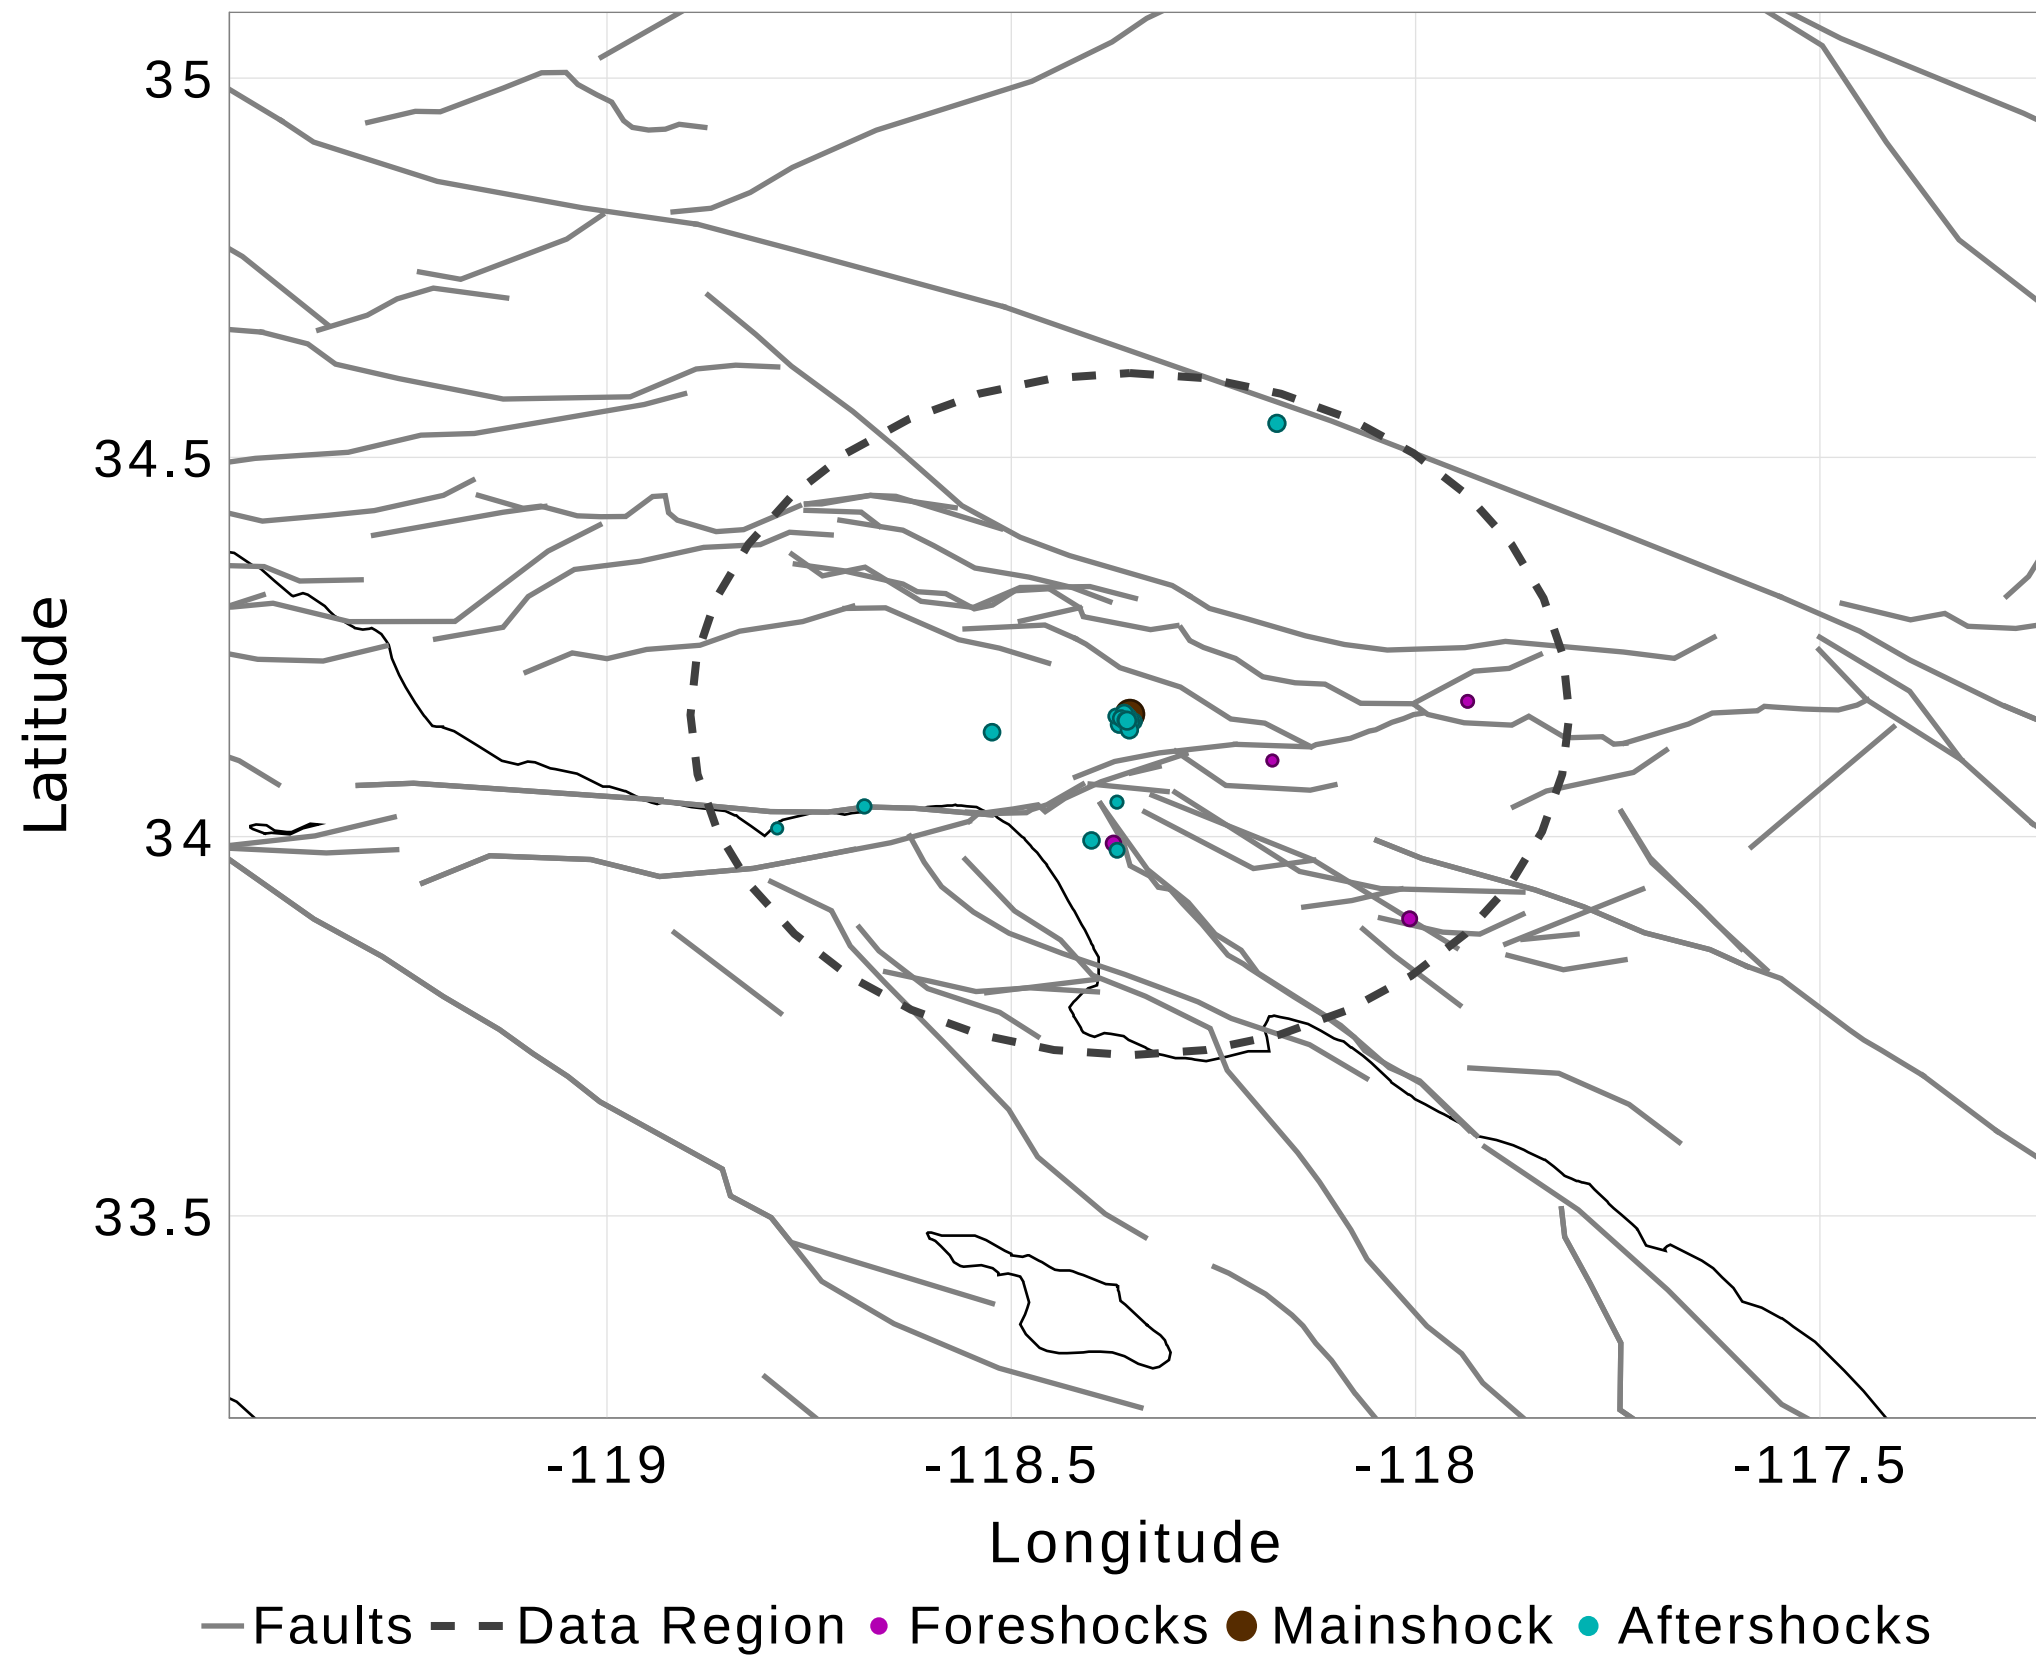 35
34.5
34
33.5
Latitude
-119 -118.5 -118 -117.5
Longitude
Faults Data Region Foreshocks Mainshock Aftershocks